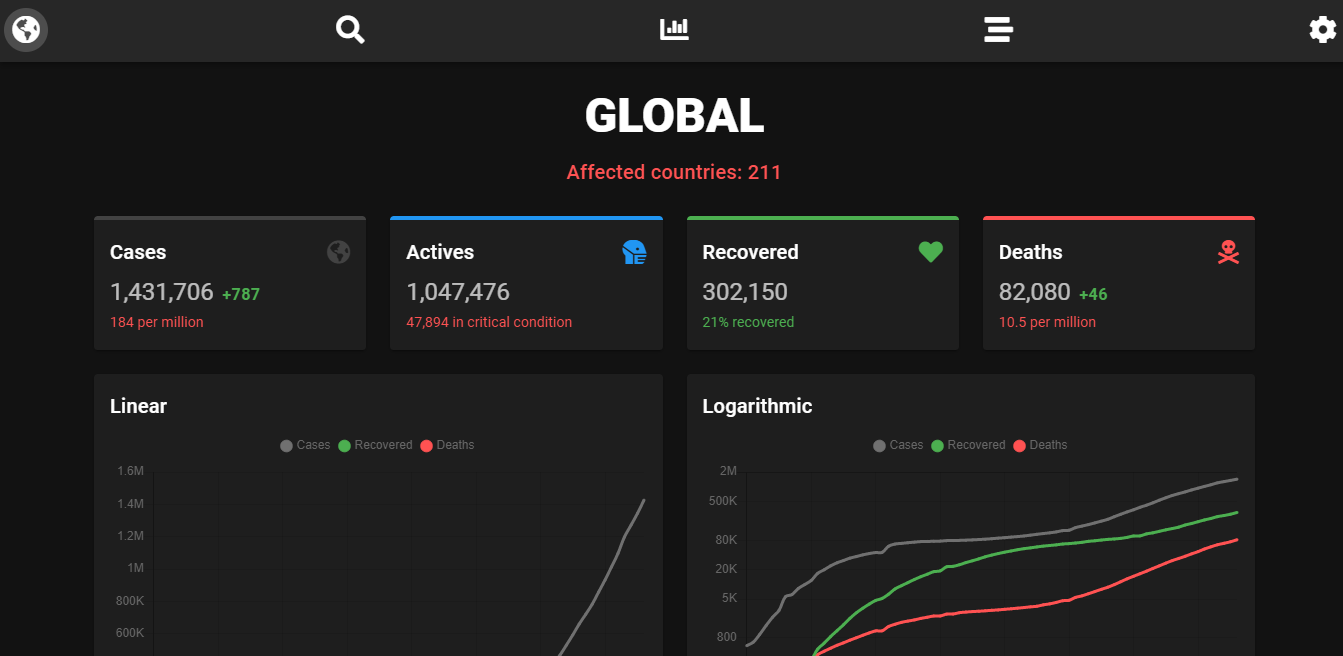 GLOBAL
Affected countries: 211
Cases
1,431,706 +787
184 per million
Actives
1,047,476
47,894 in critical condition
Recovered
302,150
21% recovered
Deaths
82,080 +46
10.5 per million
Linear
Cases Recovered Deaths
1.6M
1.4M
1.2M
1M
800K
600K
Logarithmic
Cases Recovered Deaths
2M
500K
80K
20K
5K
800